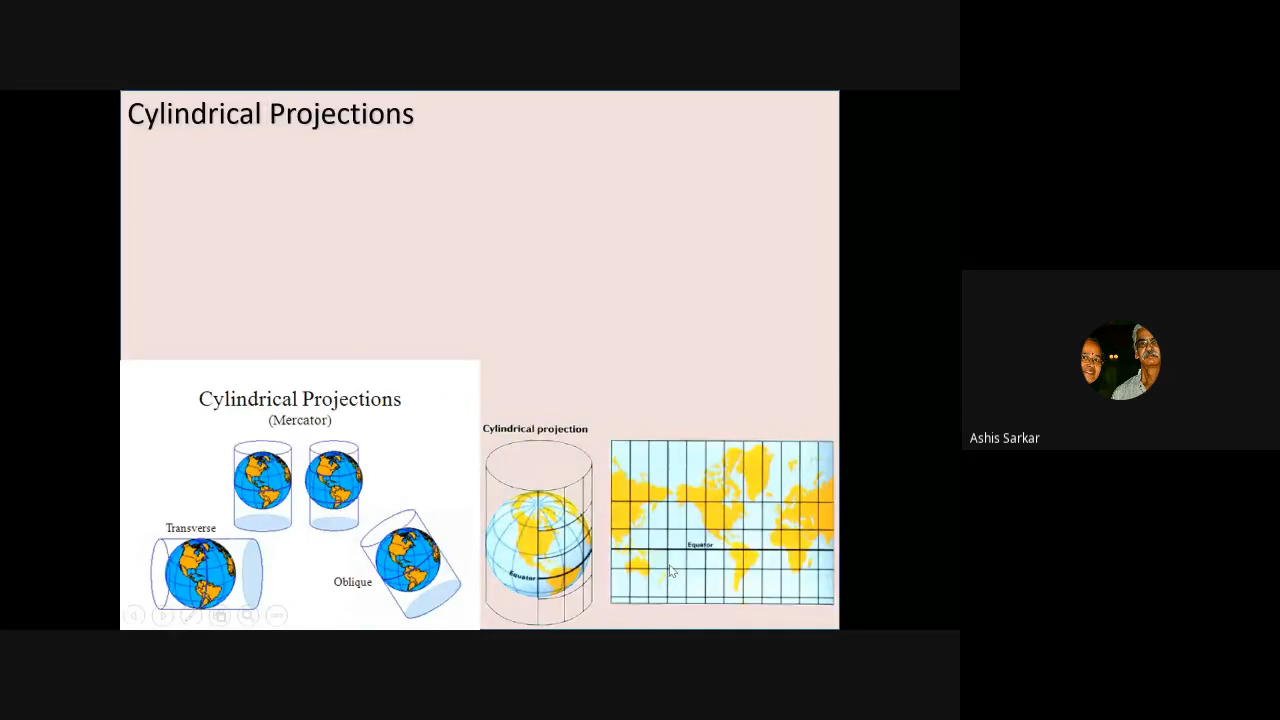 Cylindrical Projections
Cylindrical Projections
(Mercator)
Transverse
Oblique
Cylindrical projection
Equator
Equator
Ashis Sarkar